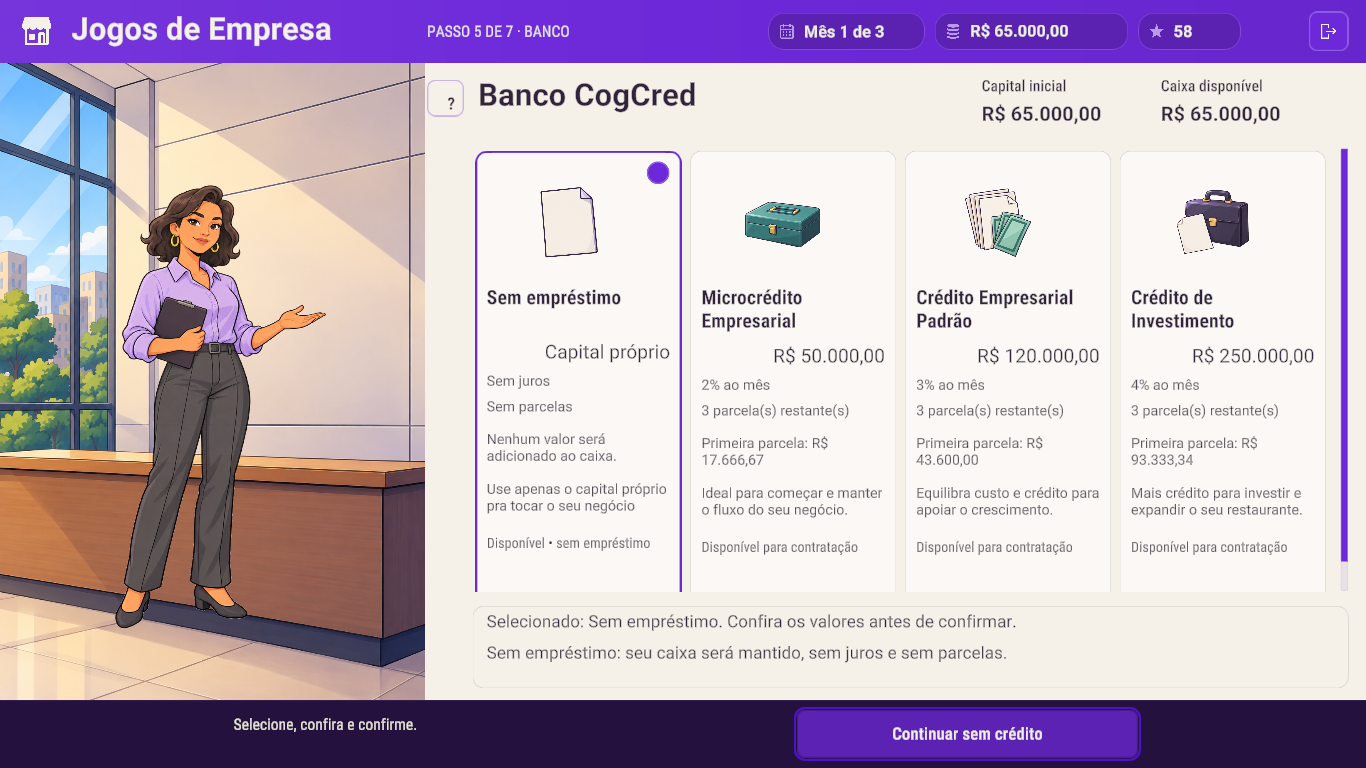 Jogos de Empresa
PASSO 5 DE 7 · BANCO
Mês 1 de 3
R$ 65.000,00
58
?
Banco CogCred
Capital inicial
R$ 65.000,00
Caixa disponível
R$ 65.000,00
Sem empréstimo
Capital próprio
Sem juros
Sem parcelas
Nenhum valor será
adicionado ao caixa.
Use apenas o capital próprio
pra tocar o seu negócio
Disponível • sem empréstimo
Microcrédito
Empresarial
R$ 50.000,00
2% ao mês
3 parcela(s) restante(s)
Primeira parcela: R$
17.666,67
Ideal para começar e manter
o fluxo do seu negócio.
Disponível para contratação
Crédito Empresarial
Padrão
R$ 120.000,00
3% ao mês
3 parcela(s) restante(s)
Primeira parcela: R$
43.600,00
Equilibra custo e crédito para
apoiar o crescimento.
Disponível para contratação
Crédito de
Investimento
R$ 250.000,00
4% ao mês
3 parcela(s) restante(s)
Primeira parcela: R$
93.333,34
Mais crédito para investir e
expandir o seu restaurante.
Disponível para contratação
Selecionado: Sem empréstimo. Confira os valores antes de confirmar.
Sem empréstimo: seu caixa será mantido, sem juros e sem parcelas.
Selecione, confira e confirme.
Continuar sem crédito